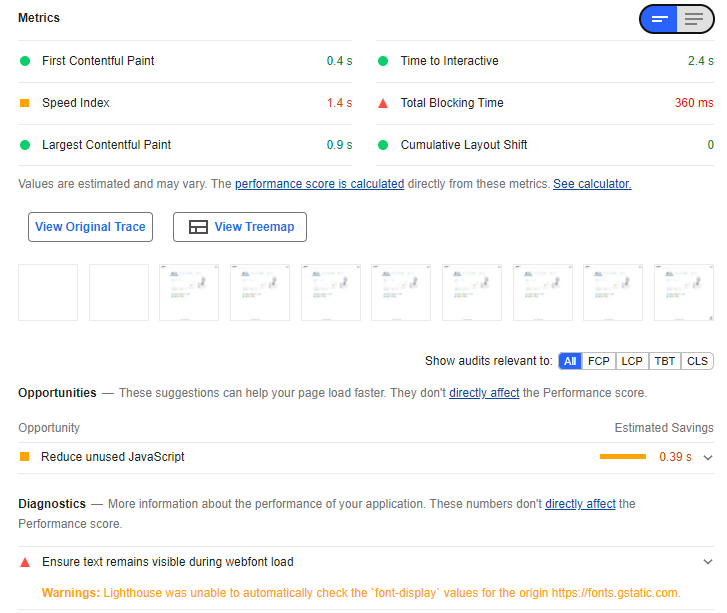 Metrics
First Contentful Paint 0.4 s
Time to Interactive 2.4 s
Speed Index 1.4 s
Total Blocking Time 360 ms
Largest Contentful Paint 0.9 s
Cumulative Layout Shift 0
Values are estimated and may vary. The performance score is calculated directly from these metrics. See calculator.
View Original Trace
View Treemap
Show audits relevant to: All FCP LCP TBT CLS
Opportunities — These suggestions can help your page load faster. They don't directly affect the Performance score.
Opportunity Estimated Savings
Reduce unused JavaScript 0.39 s
Diagnostics — More information about the performance of your application. These numbers don't directly affect the
Performance score.
Ensure text remains visible during webfont load
Warnings: Lighthouse was unable to automatically check the `font-display` values for the origin https://fonts.gstatic.com.